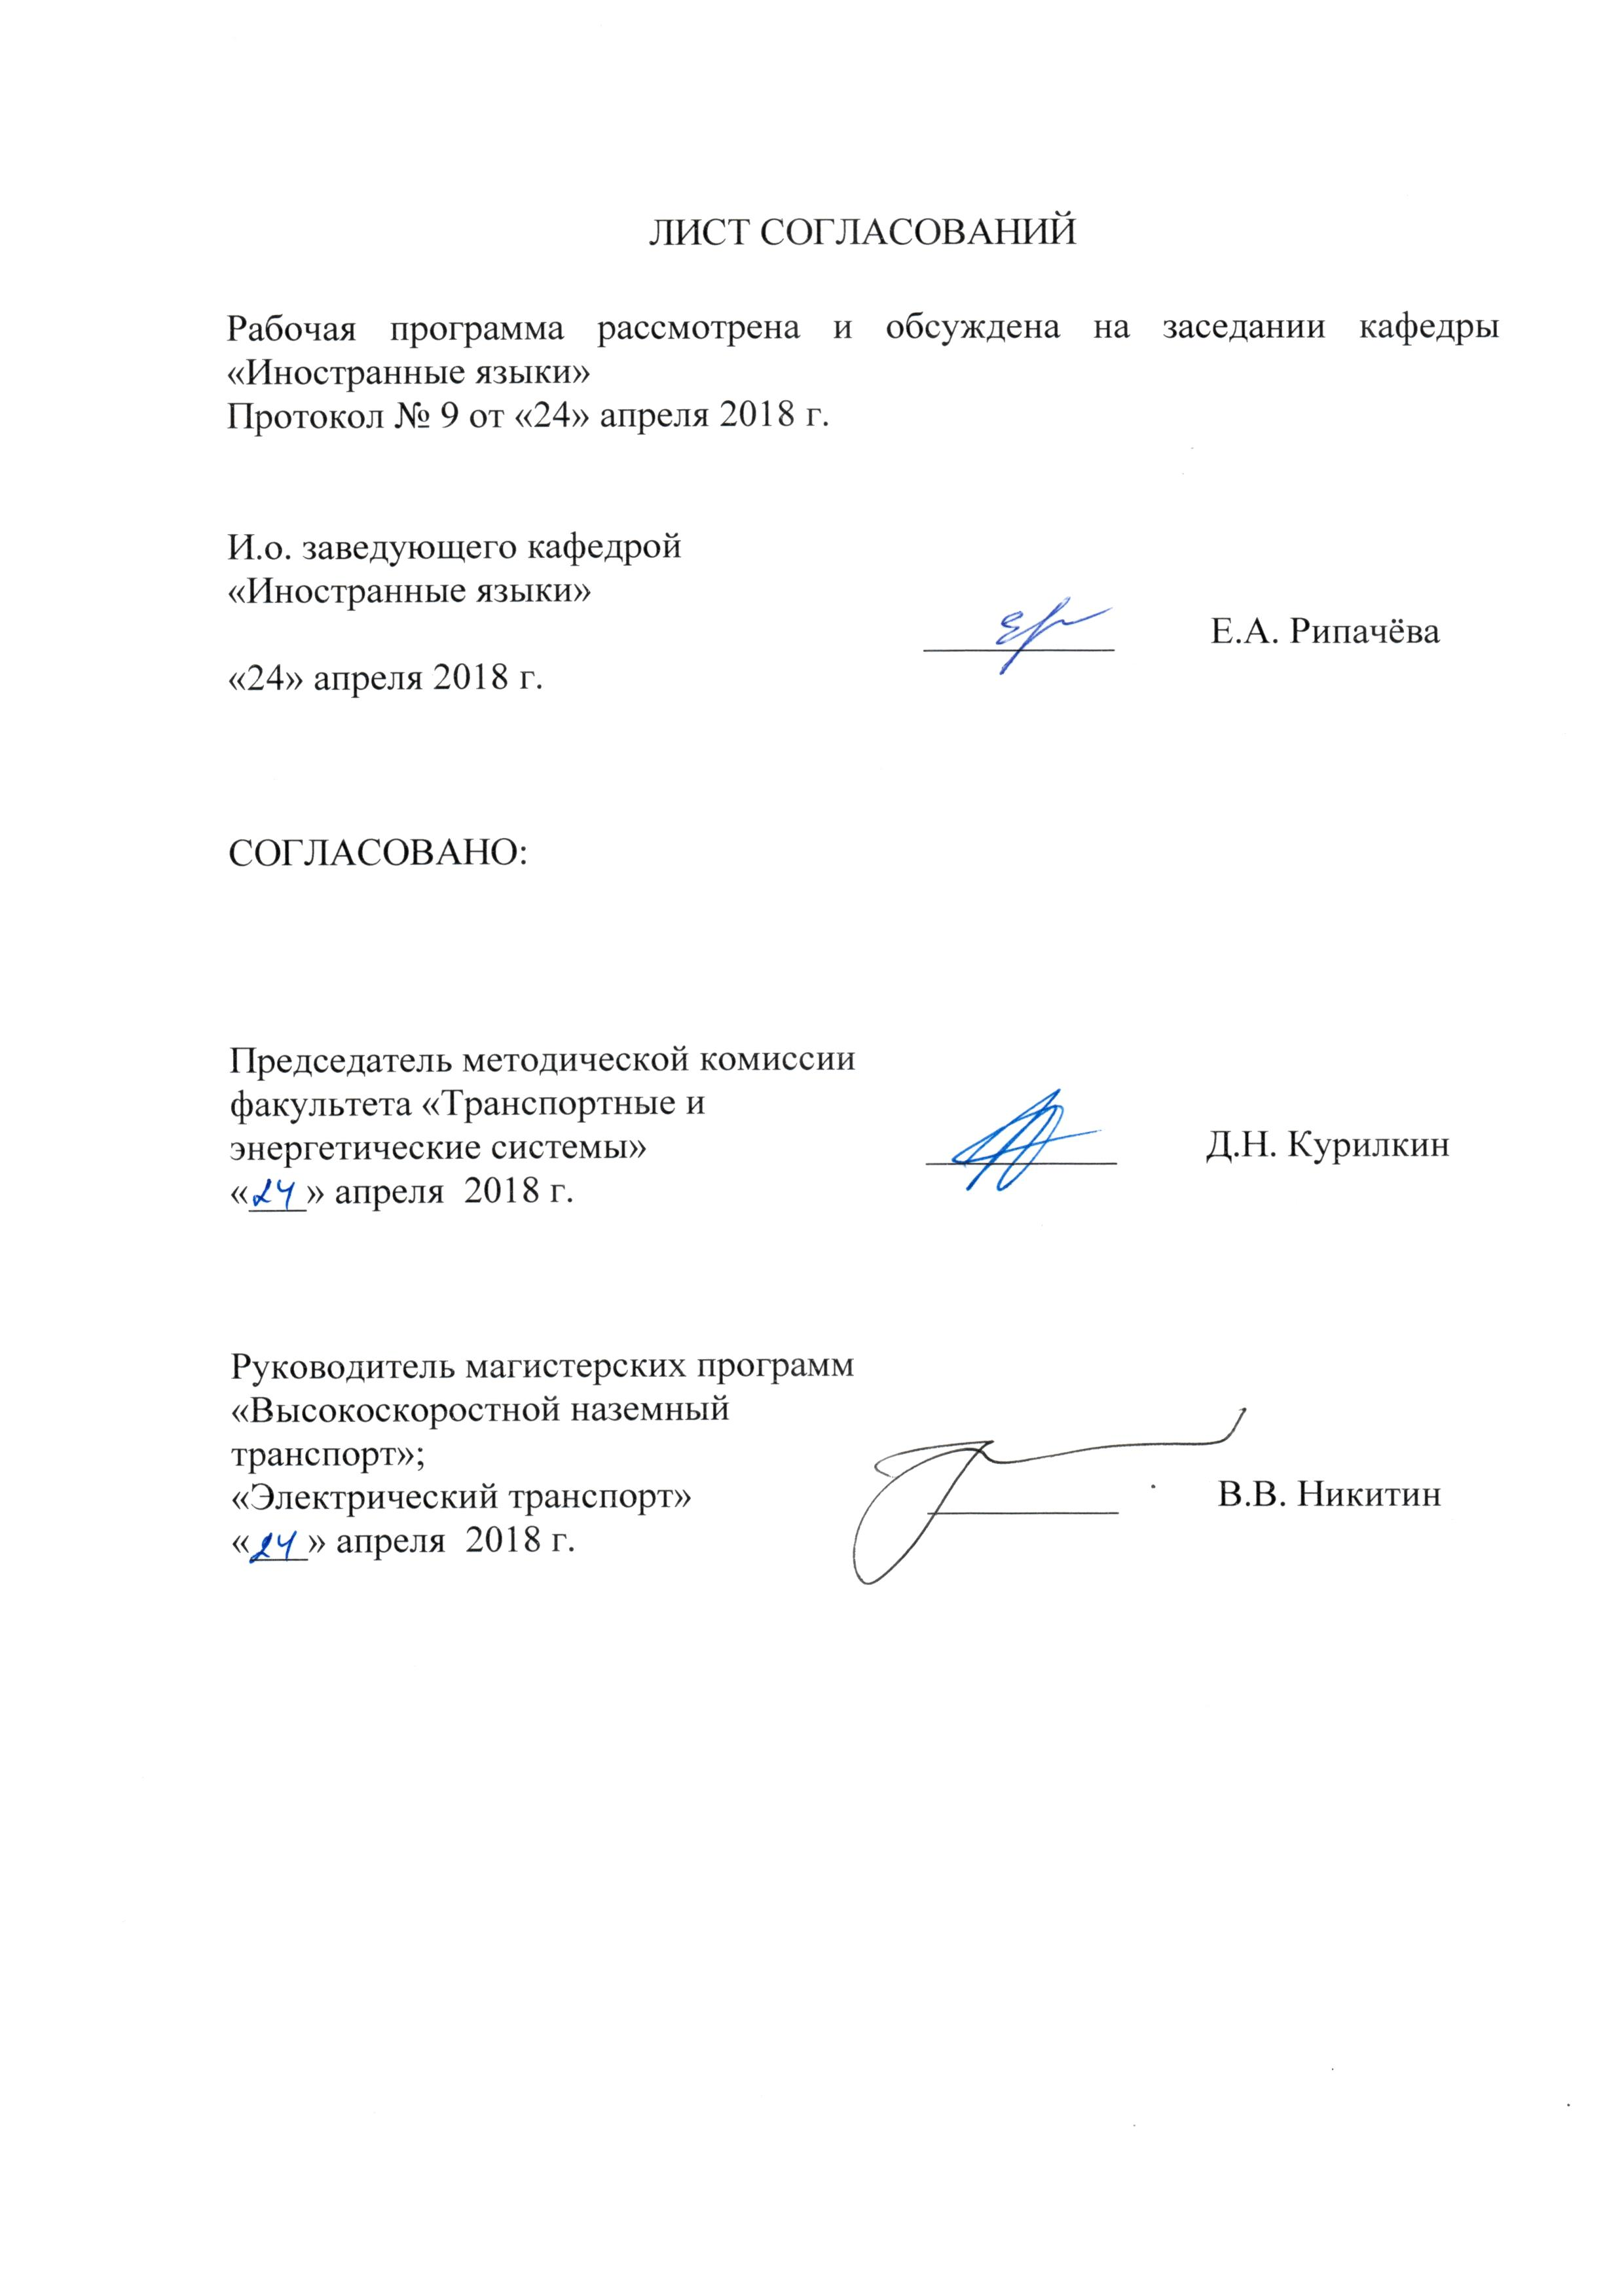 ЛИСТ СОГЛАСОВАНИЙ
Рабочая программа рассмотрена и обсуждена на заседании кафедры
«Иностранные языки»
Протокол № 9 от «24» апреля 2018 г.
И.о. заведующего кафедрой
«Иностранные языки»
Е.А. Рипачёва
«24» апреля 2018 г.
СОГЛАСОВАНО:
Председатель методической комиссии
факультета «Транспортные и
энергетические системы» Д.Н. Курилкин
«24» апреля 2018 г.
Руководитель магистерских программ
«Высокоскоростной наземный
транспорт»;
«Электрический транспорт» В.В. Никитин
«24» апреля 2018 г.